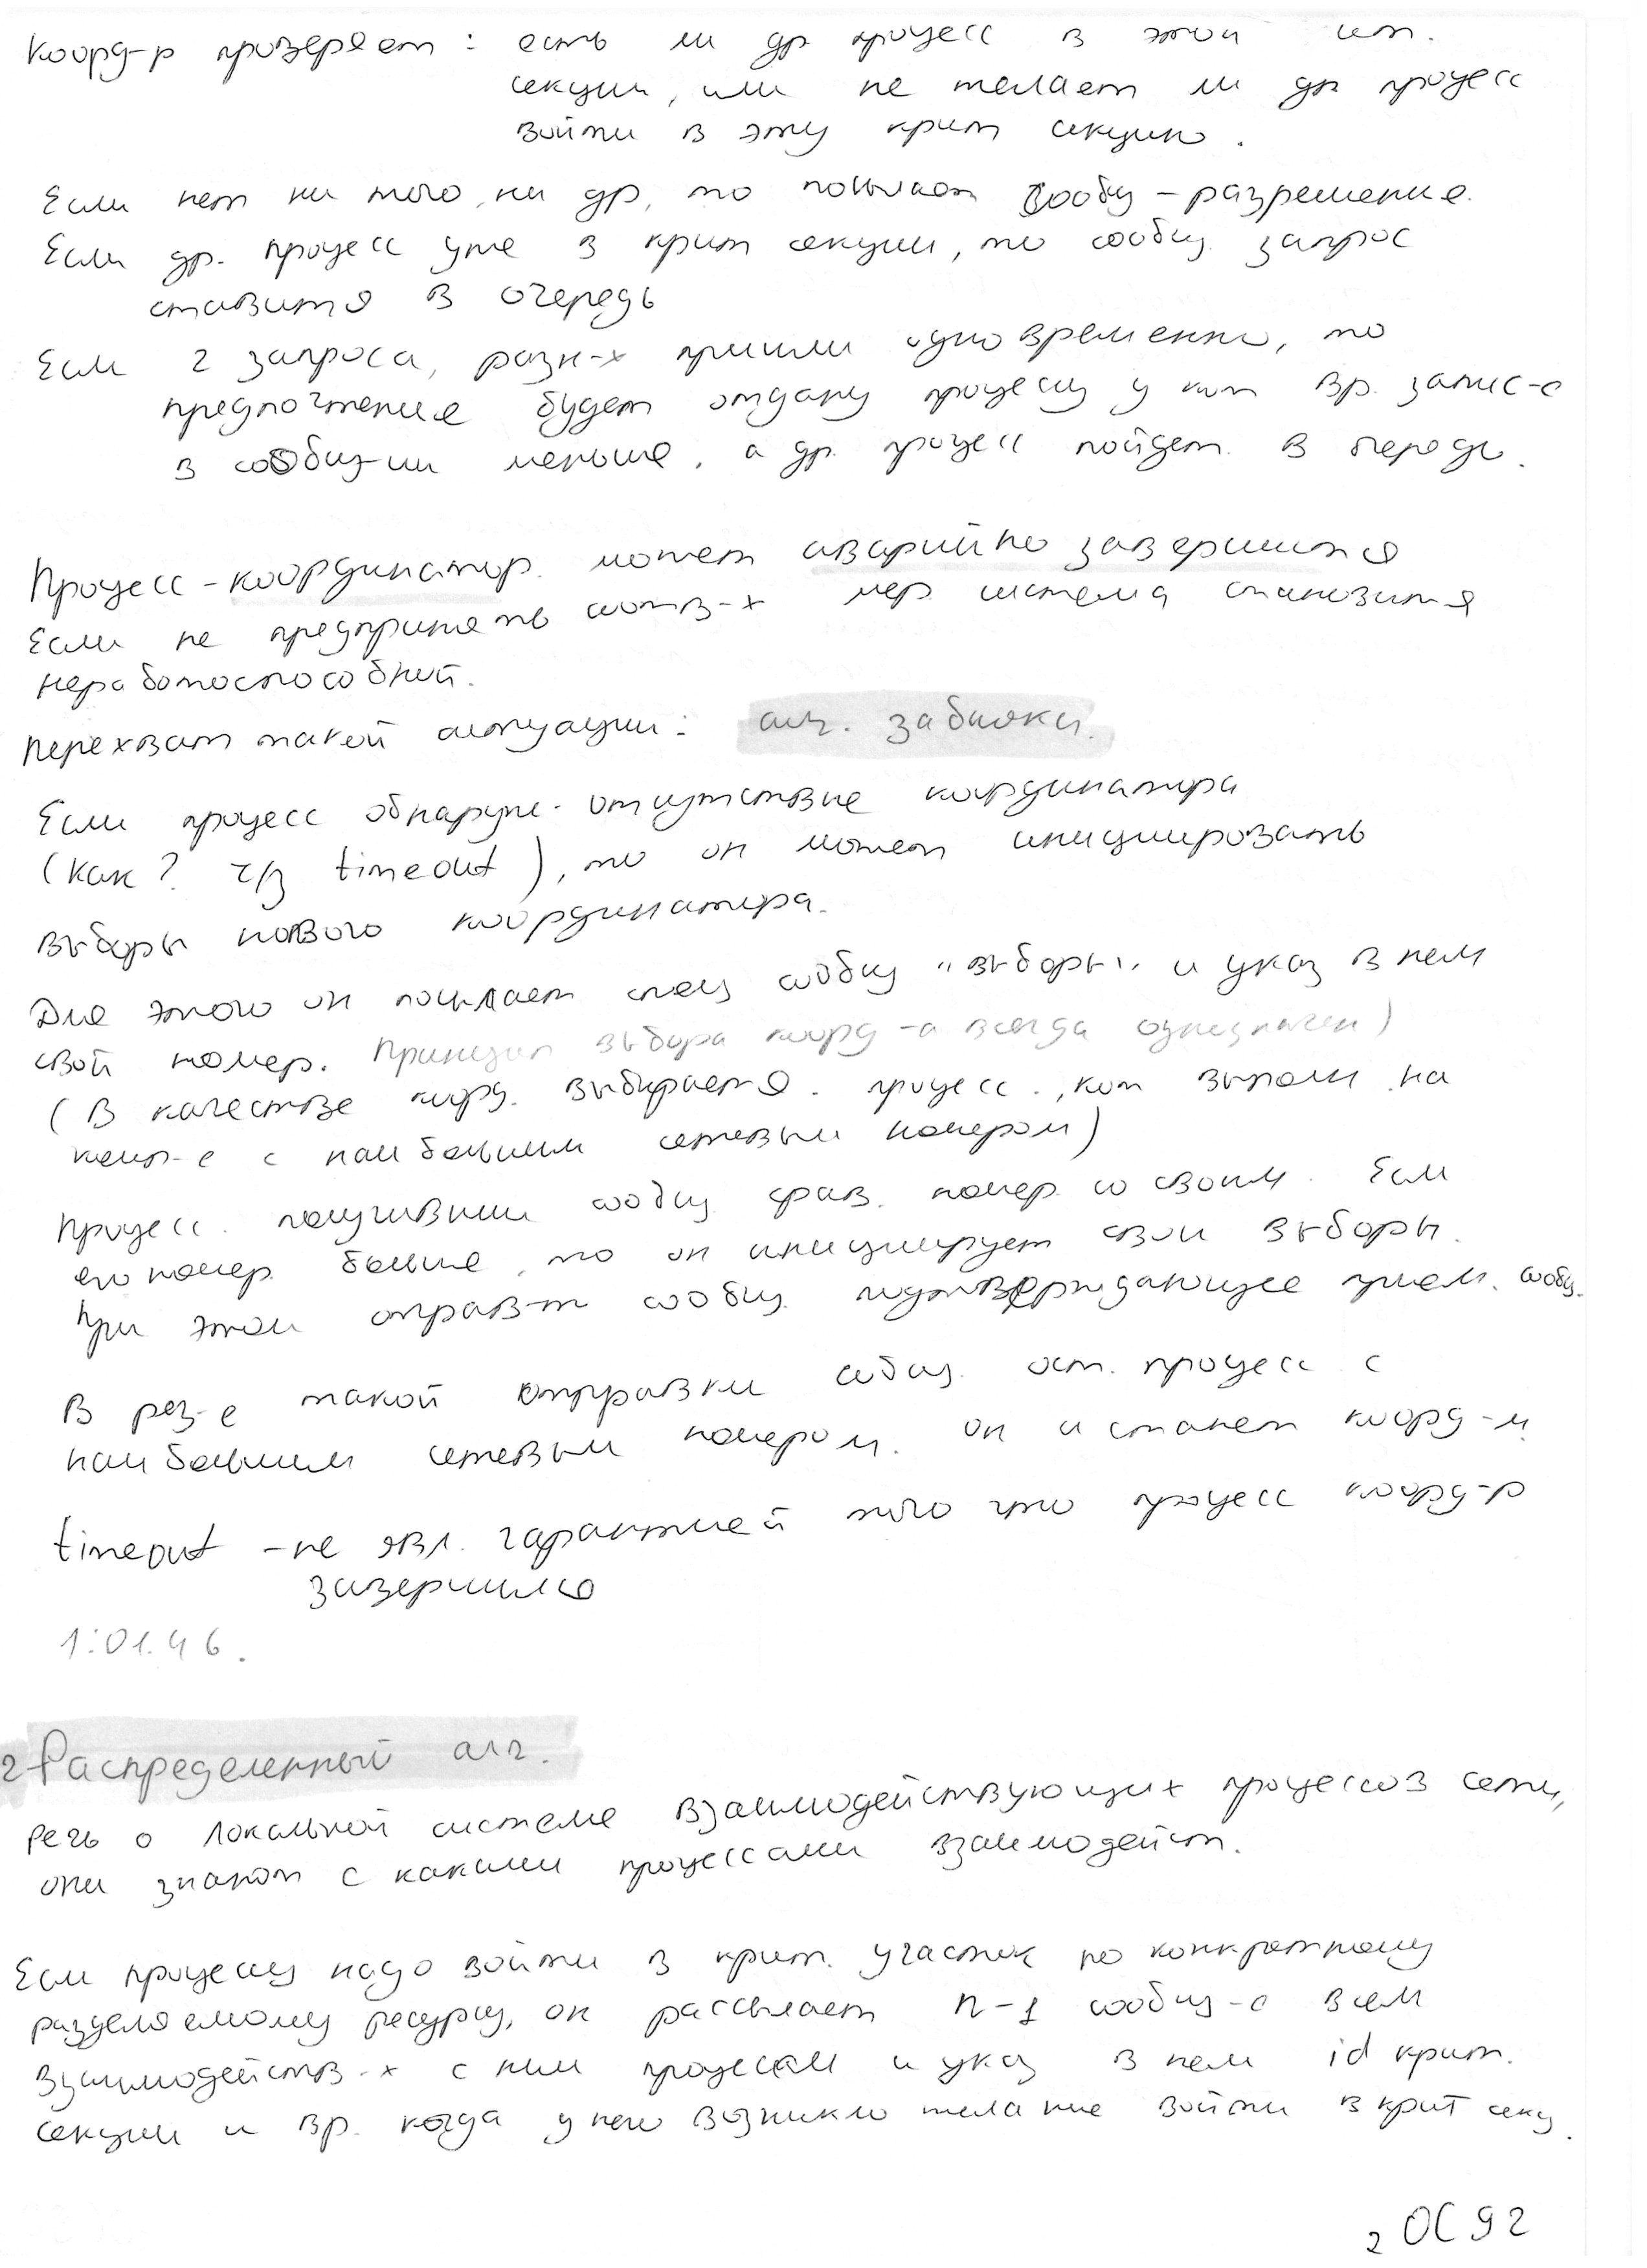 Коорд-р проверяет: есть ли др процесс в этой
секции, или не желает ли др процесс
войти в эту крит секцию.
Если нет ни того, ни др, то посылает сообщ-разрешение.
Если др. процесс уже в крит секции, то сообщ. запрос
ставится в очередь
Если 2 запроса, разн-х пришли одновременно, то
предпочтение будет отдану процессу у кот вр. запис-е
в сообщ-ии меньше, а др. процесс пойдет в очередь.
Процесс-координатор может аварийно завершится
Если не предпринять соотв-х мер система становится
неработоспособной.
Перехват такой ситуации: алг. забияки.
Если процесс обнаруж. отсутствие координатора
(как? ч/з timeout), то он может инициировать
выборы нового координатора.
Для этого он посылает спец сообщ "выборы" и указ в нем
свой номер. Принцип выбора коорд-а всегда однозначен)
(В качестве коорд. выбирается. процесс., кот выполн. на
комп-е с наибольшим сетевым номером)
Процесс. получивший сообщ срав. номер со своим. Если
его номер больше, то он инициирует свои выборы.
При этом отправ-т сообщ. подтверждающее прием. сообщ.
В рез-е такой отправки сообщ. ост. процесс с
наибольшим сетевым номером. он и станет коорд-м
timeout - не явл. гарантией того что процесс коорд-р
завершился
1:01.46.
2 Распределенный алг.
речь о локальной системе взаимодействующих процессов сети,
они знают с какими процессами взаимодейст.
Если процессу надо войти в крит. участок по конкретному
разделяемому ресурсу, он рассылает n-1 сообщ-е всем
взаимодейств-х с ним процессам и указ в нем id крит.
секции и вр. когда у него возникло желание войти в крит секц.
2 ОС 92